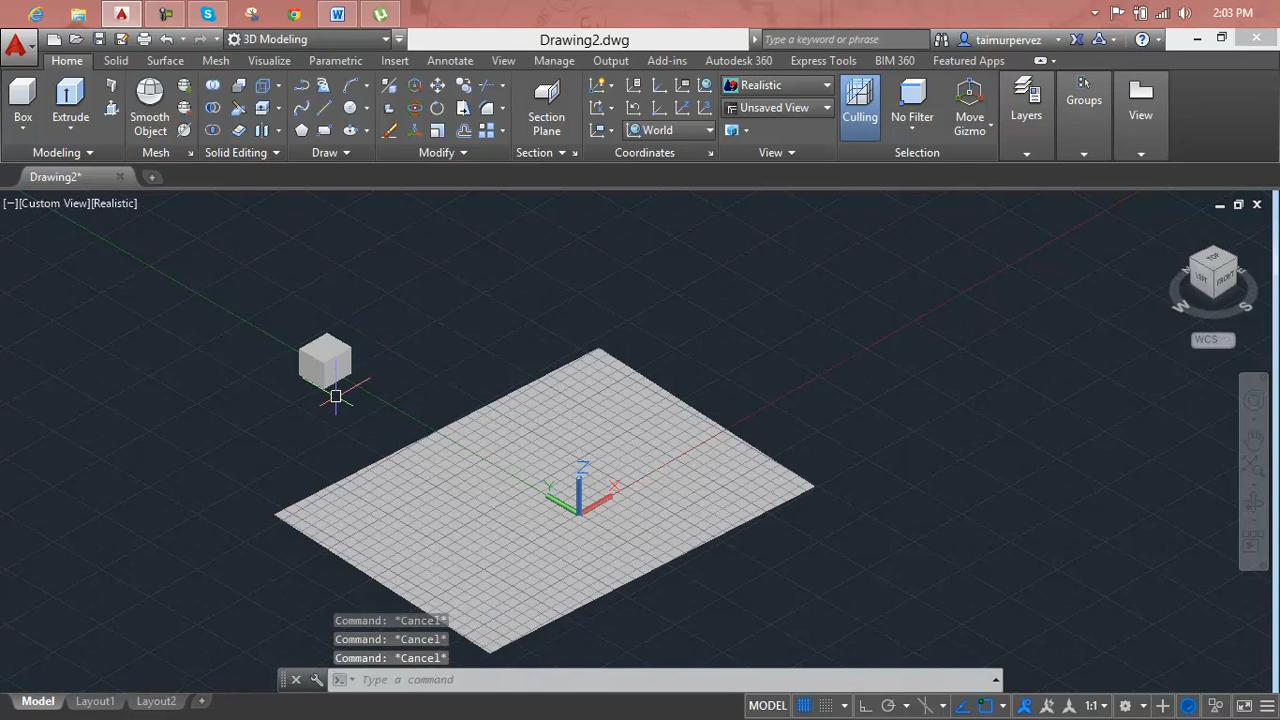 2:03 PM
3D Modeling
Drawing2.dwg
Type a keyword or phrase
taimurpervez
Home Solid Surface Mesh Visualize Parametric Insert Annotate View Manage Output Add-ins Autodesk 360 Express Tools BIM 360 Featured Apps
Box
Extrude
Smooth Object
Section Plane
World
Realistic
Unsaved View
Culling
No Filter
Move Gizmo
Layers
Groups
View
Modeling Mesh Solid Editing Draw Modify Section Coordinates View Selection
Drawing2*
[−][Custom View][Realistic]
TOP
LEFT FRONT
N E
W S
WCS
Z
Y X
Command: *Cancel*
Command: *Cancel*
Command: *Cancel*
Type a command
Model Layout1 Layout2
MODEL 1:1